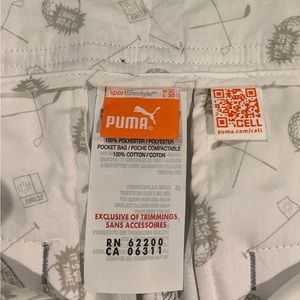 sportlifestyle
PUMA®
100% POLYESTER / POLYESTER
POCKET BAG / POCHE COMPACTABLE
100% COTTON / COTON
EXCLUSIVE OF TRIMMINGS
SANS ACCESSOIRES
RN 62200
CA 06311
CELL
puma.com/cell